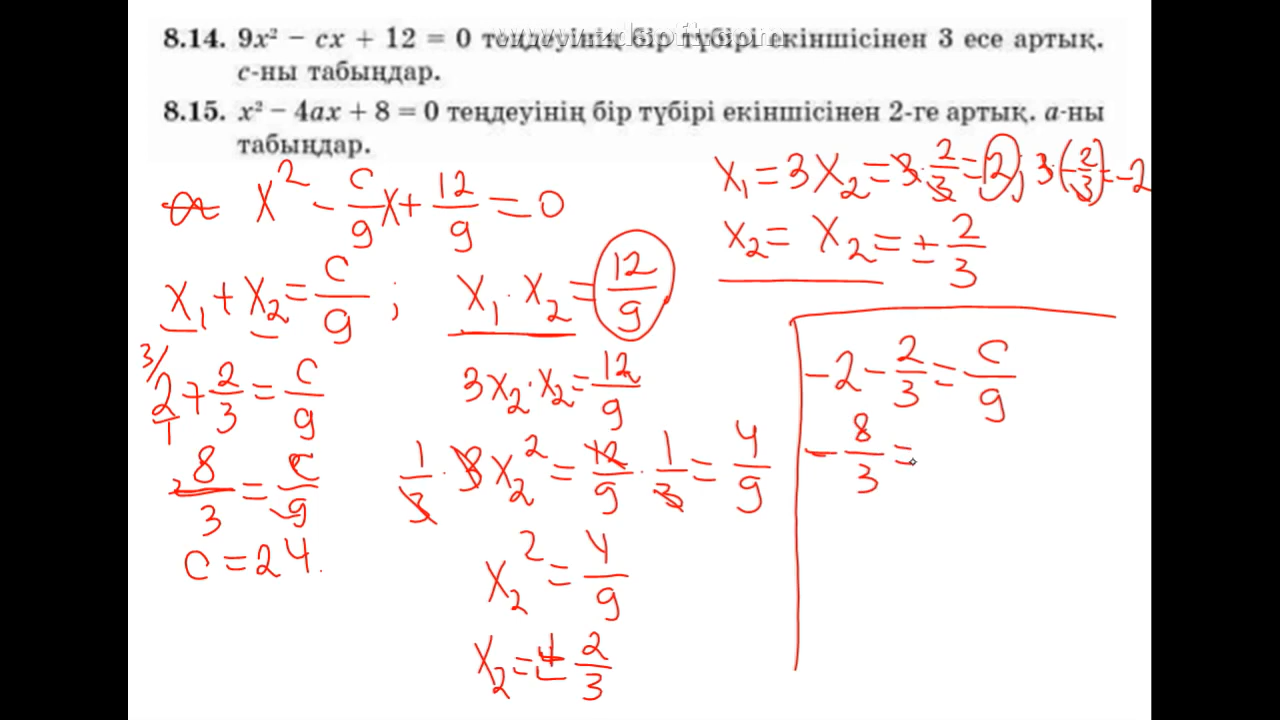 8.14. 9x² − cx + 12 = 0 теңдеуінің бір түбірі екіншісінен 3 есе артық.
c-ны табыңдар.
8.15. x² − 4ax + 8 = 0 теңдеуінің бір түбірі екіншісінен 2-ге артық. a-ны
табыңдар.
x² − c/9 x + 12/9 = 0
x₁ + x₂ = c/9 ; x₁ · x₂ = 12/9
3/ 2/1 + 2/3 = c/9
8/3 = c/9
c = 24.
3x₂ · x₂ = 12/9
1/3 · 3x₂² = 12/9 · 1/3 = 4/9
x₂² = 4/9
x₂ = ± 2/3
x₁ = 3x₂ = 3 · 2/3 = 2; 3 · (−2/3) = −2
x₂ = x₂ = ± 2/3
−2 − 2/3 = c/9
− 8/3 =